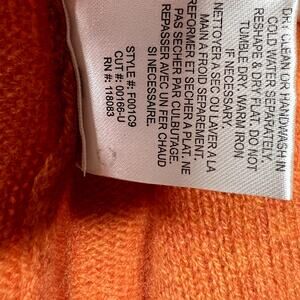 DRY CLEAN OR HANDWASH IN
COLD WATER SEPARATELY.
RESHAPE & DRY FLAT. DO NOT
TUMBLE DRY. WARM IRON
IF NEEDED.
NETTOYER A SEC OU LAVER A LA
MAIN A FROID SEPAREMENT.
REFORMER ET SECHER A PLAT. NE
PAS SECHER PAR CULBUTAGE.
REPASSER AVEC UN FER CHAUD
SI NECESSAIRE.
STYLE #: F001C9
CUT #: 00166-U
RN #: 118083